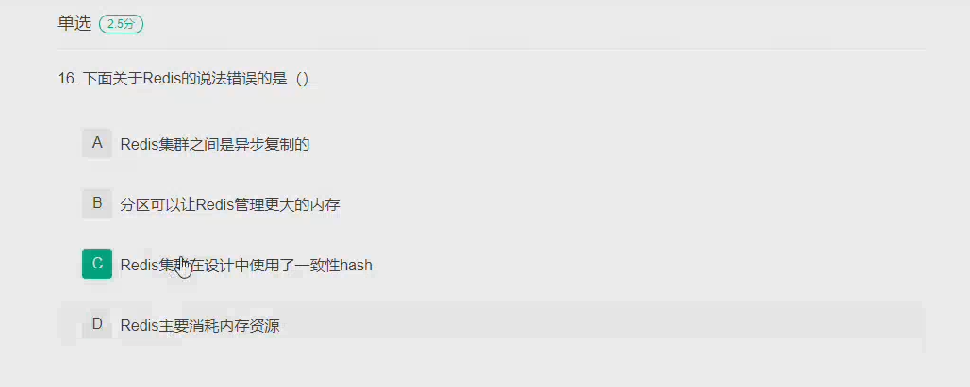 单选 2.5分
16 下面关于Redis的说法错误的是（）
A Redis集群之间是异步复制的
B 分区可以让Redis管理更大的内存
C Redis集群在设计中使用了一致性hash
D Redis主要消耗内存资源